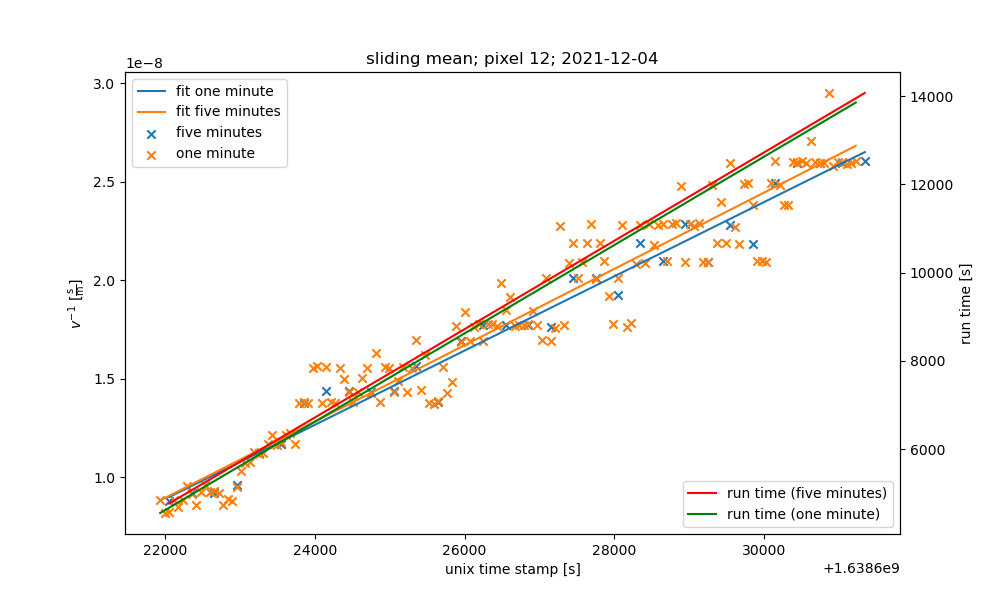 sliding mean; pixel 12; 2021-12-04
1e−8
3.0
2.5
2.0
1.5
1.0
v⁻¹ [s/m]
fit one minute
fit five minutes
five minutes
one minute
14000
12000
10000
8000
6000
run time [s]
run time (five minutes)
run time (one minute)
22000 24000 26000 28000 30000
unix time stamp [s]
+1.6386e9